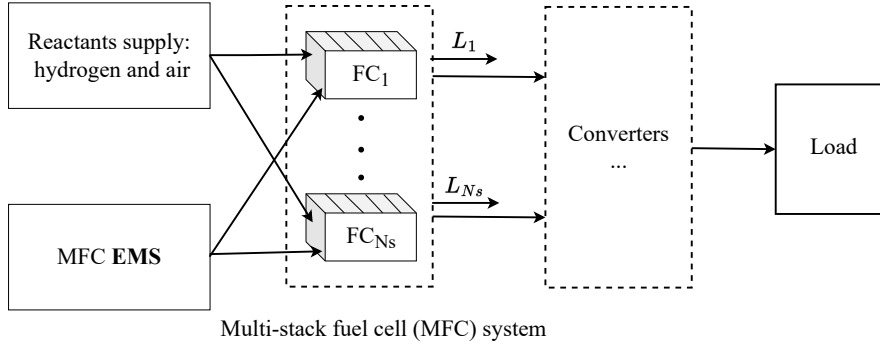 Reactants supply:
hydrogen and air
FC1
L1
Converters
...
Load
MFC EMS
FCNs
LNs
Multi-stack fuel cell (MFC) system